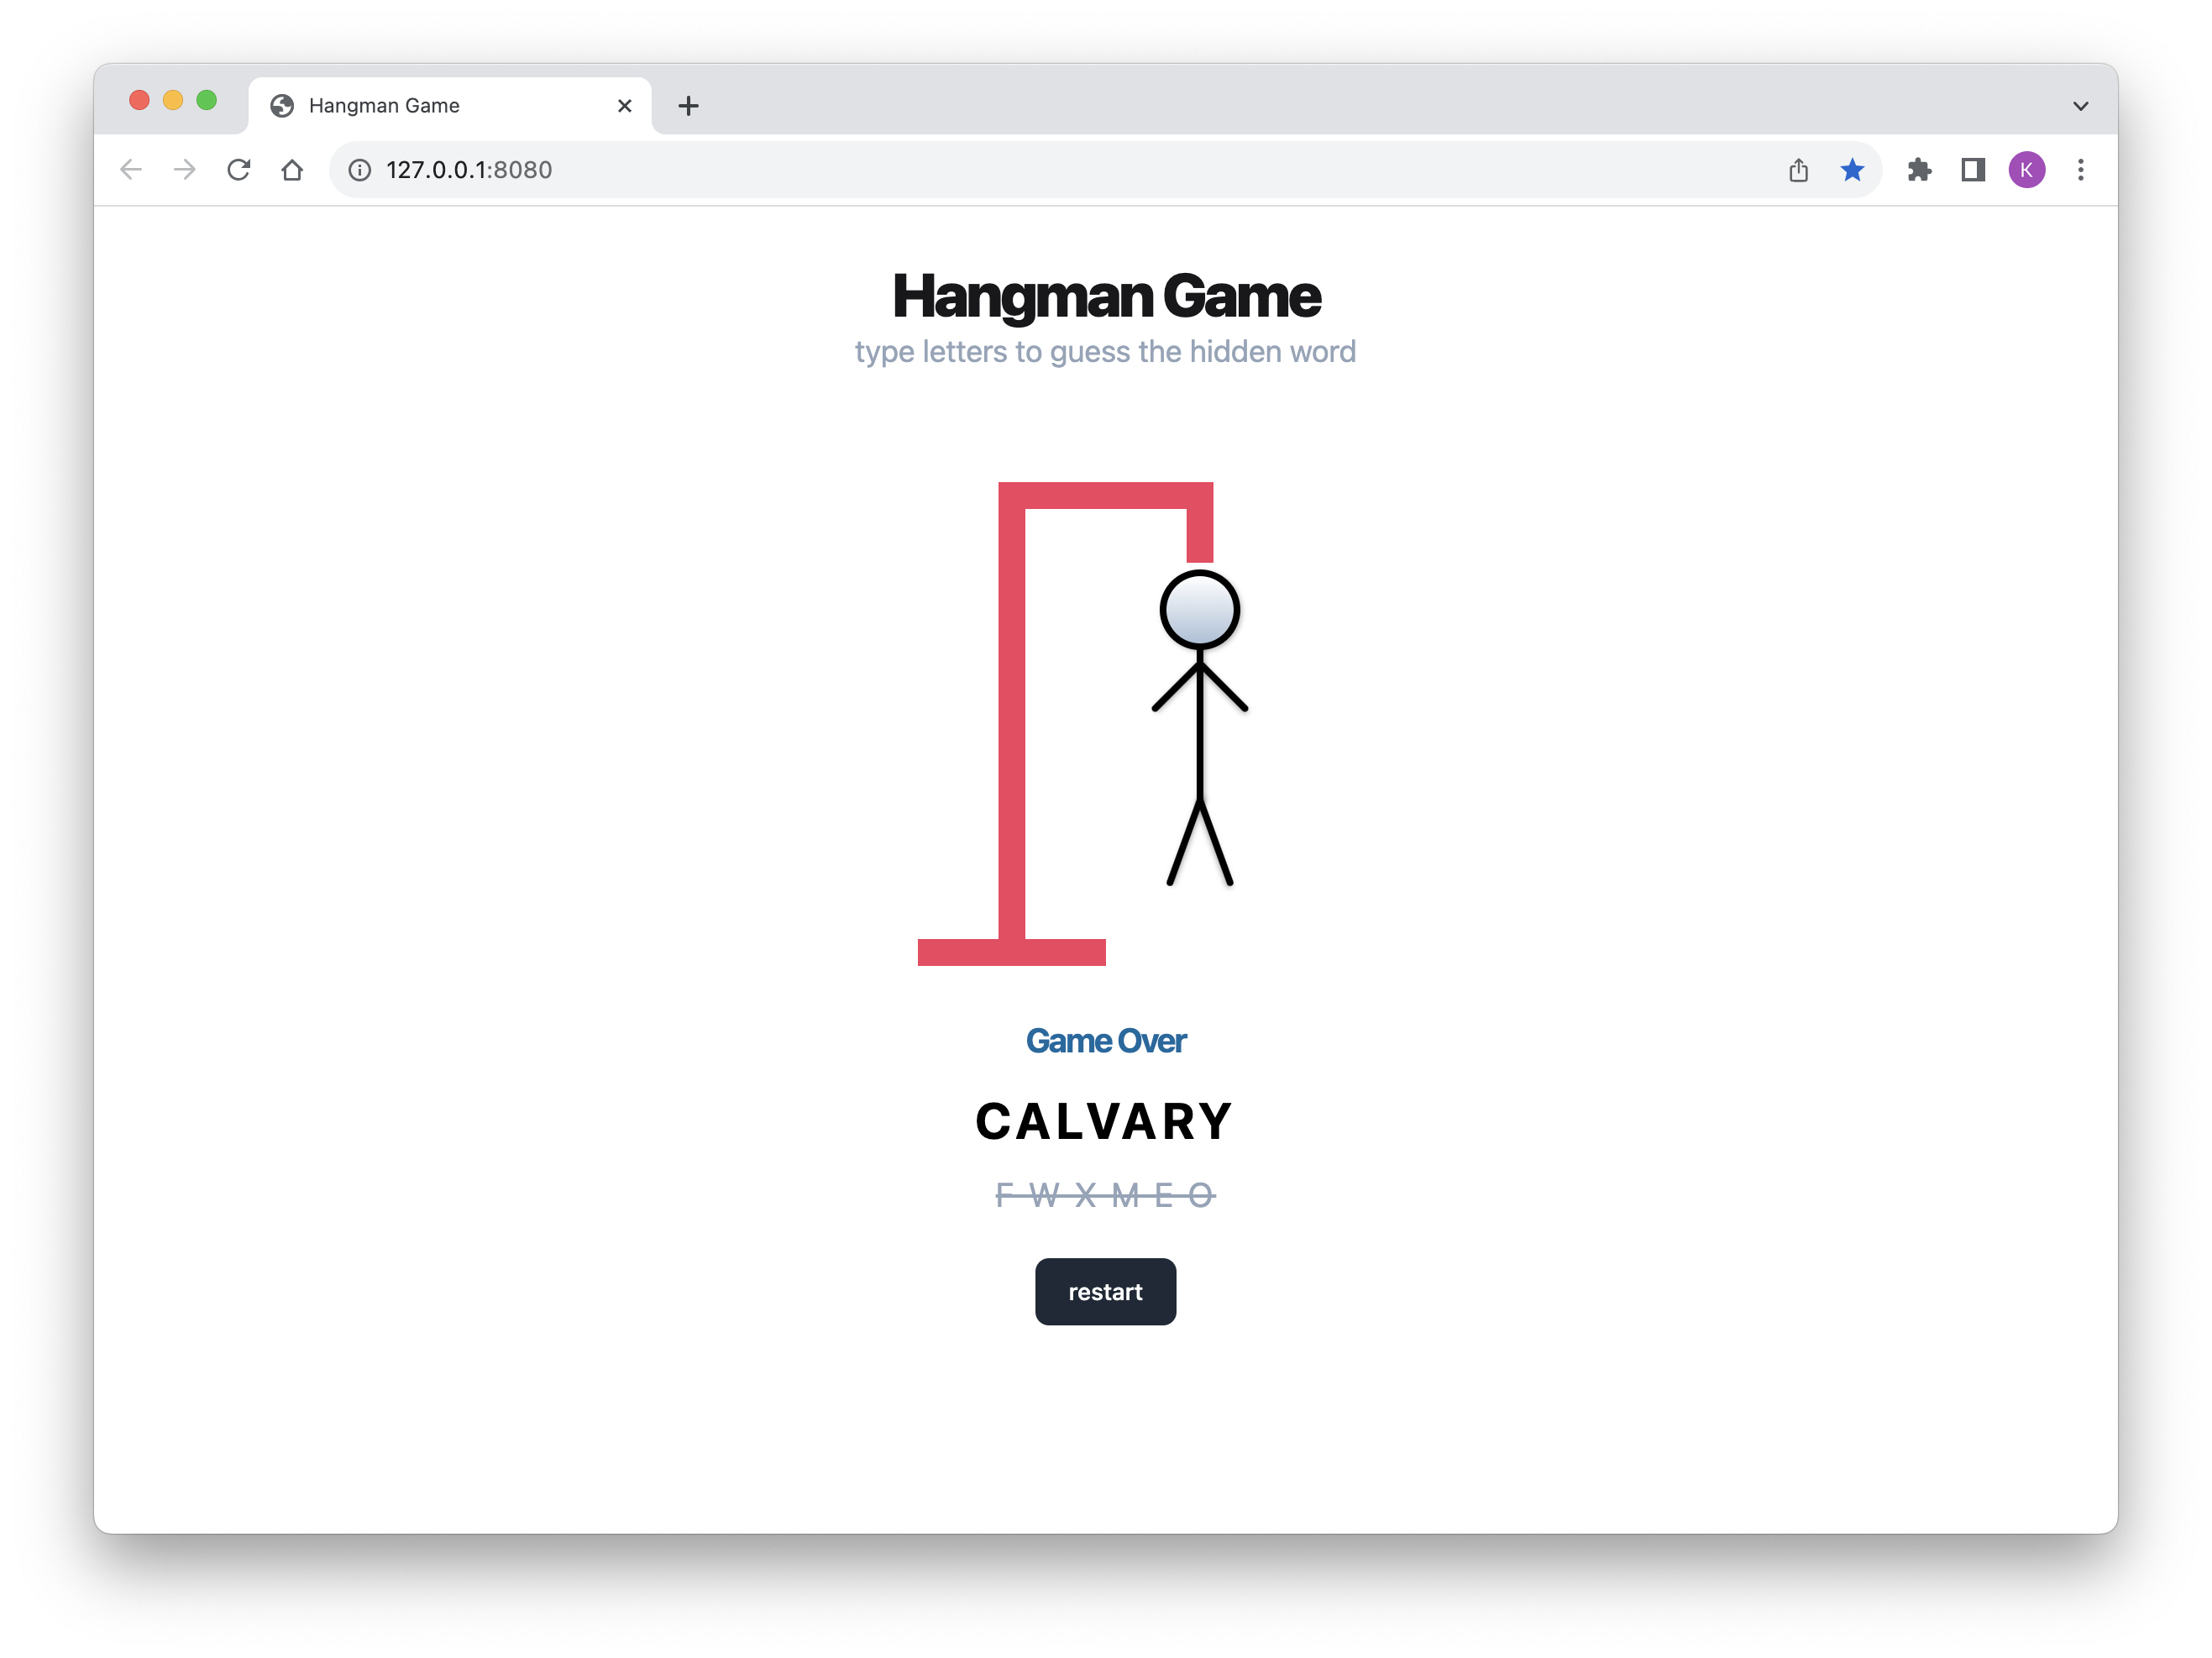 Hangman Game
127.0.0.1:8080
K
Hangman Game
type letters to guess the hidden word
Game Over
CALVARY
F W X M E O
restart